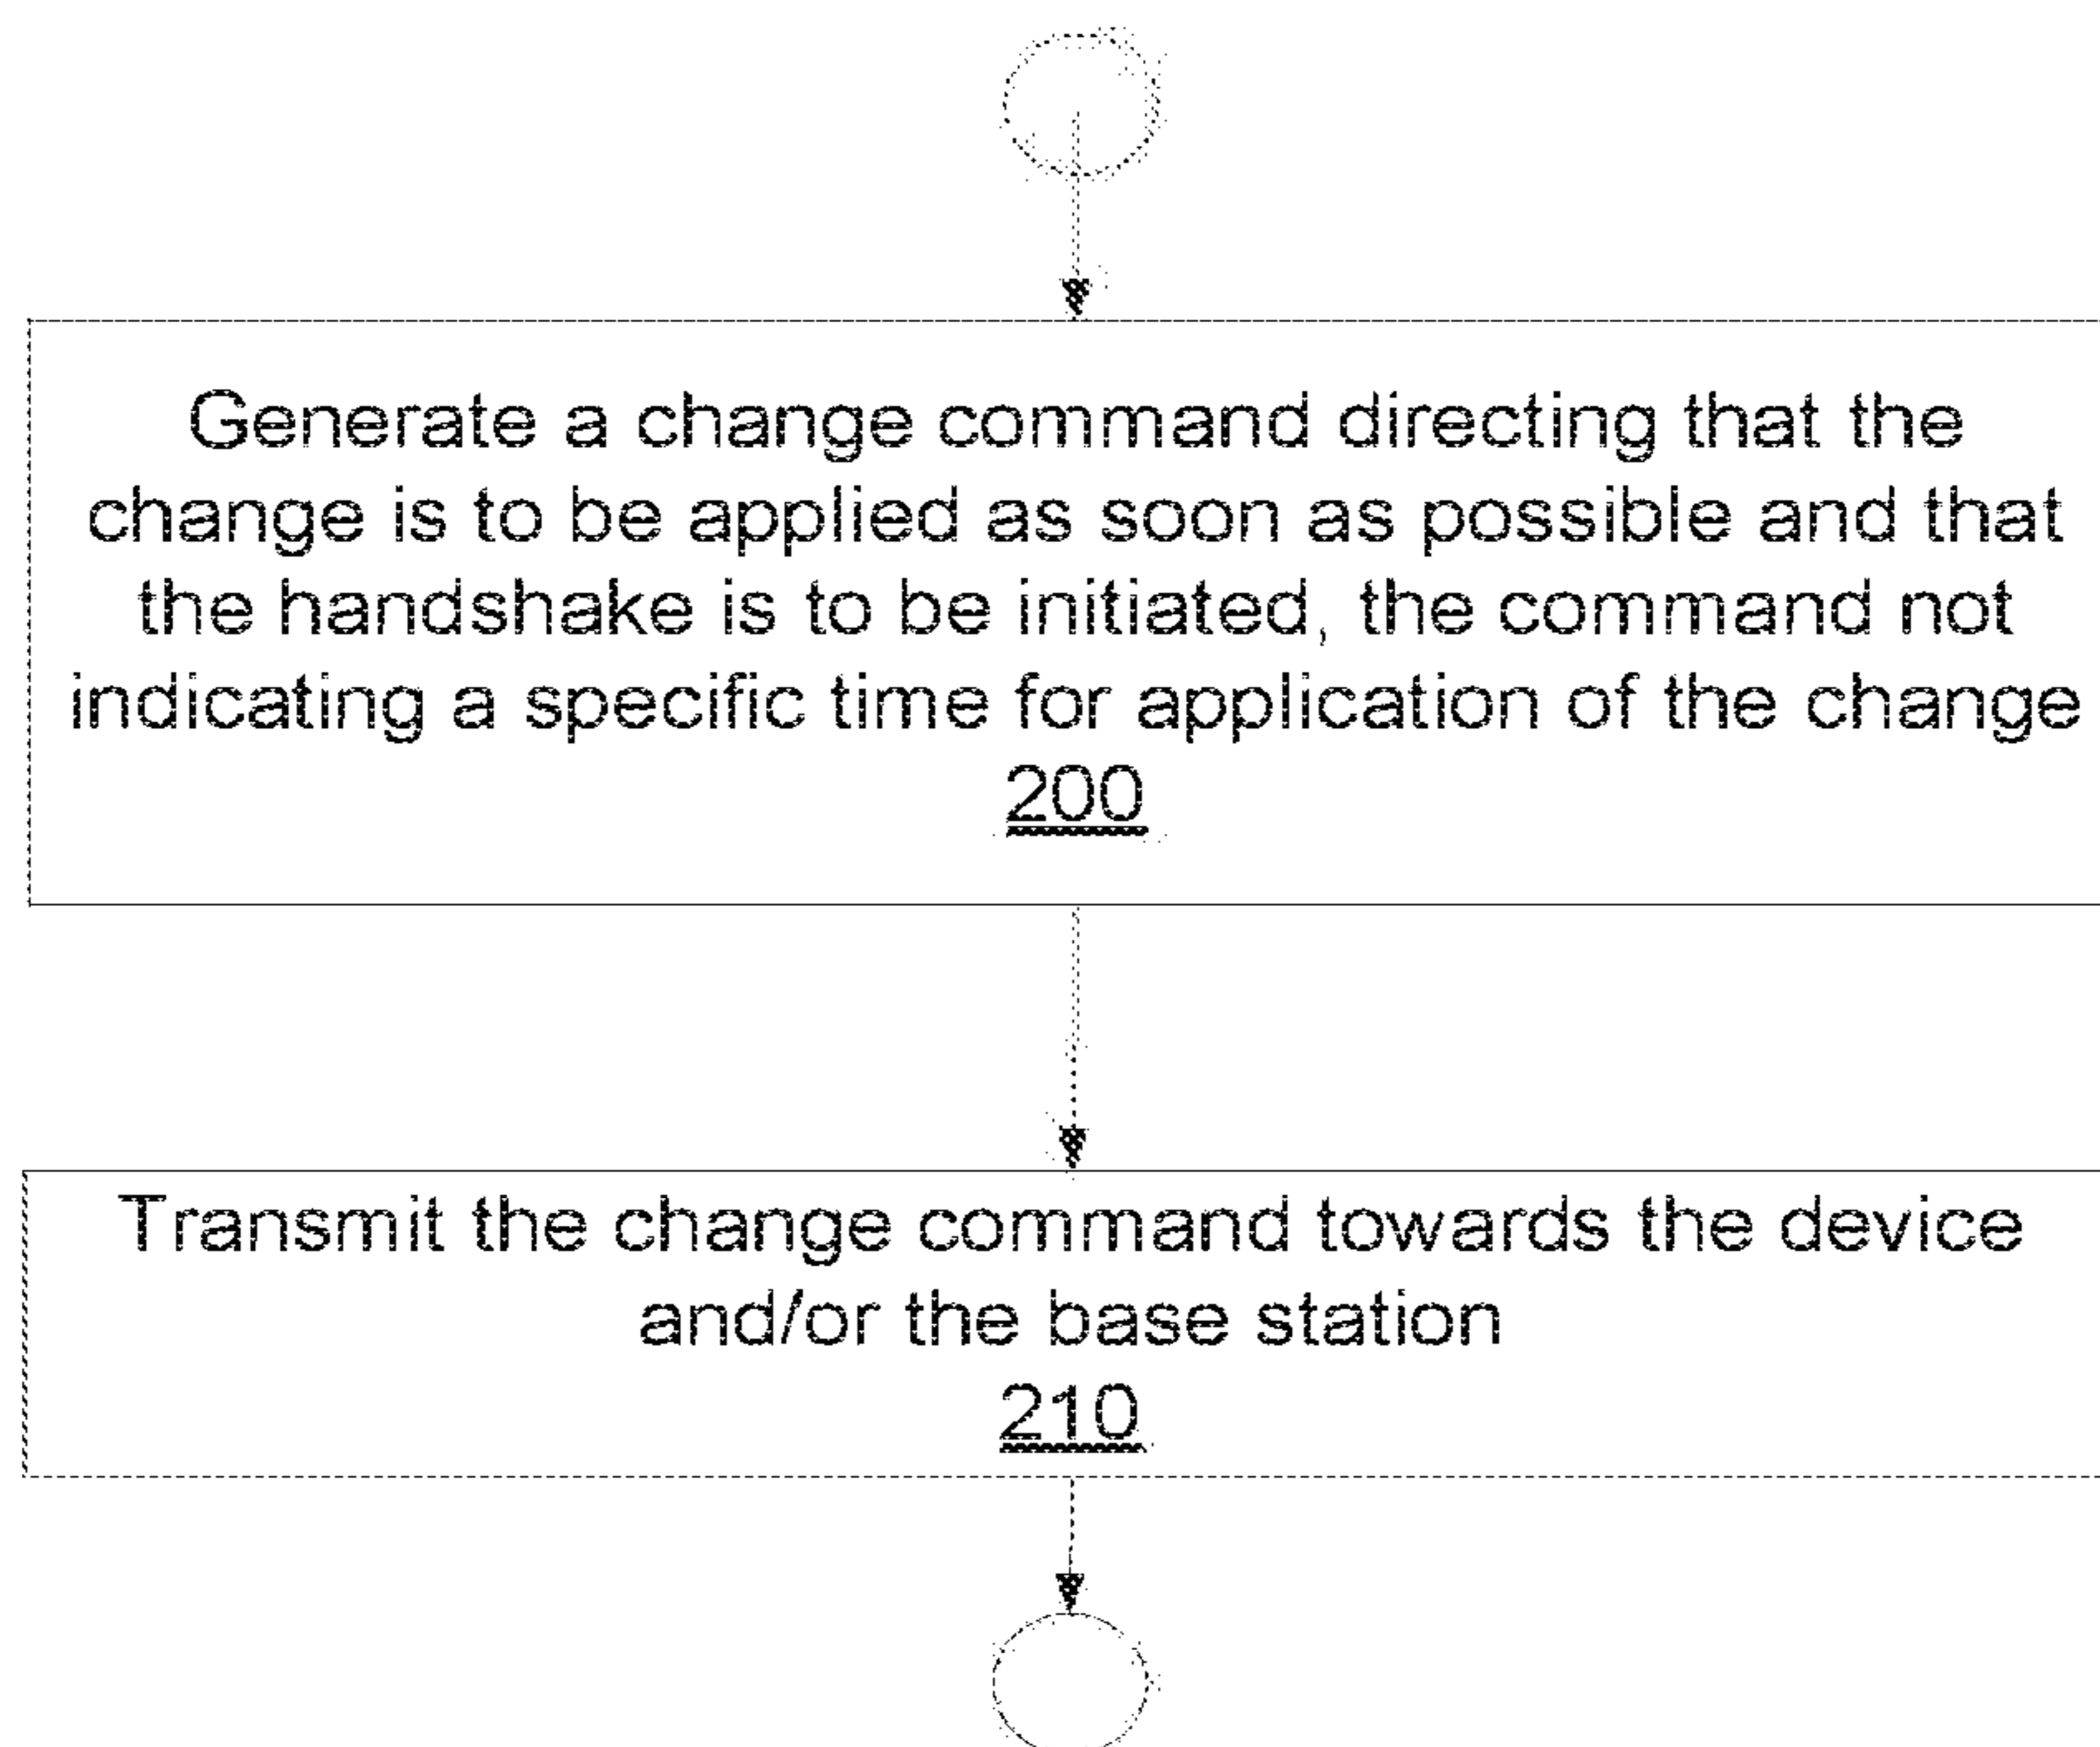 Generate a change command directing that the
change is to be applied as soon as possible and that
the handshake is to be initiated, the command not
indicating a specific time for application of the change
200
Transmit the change command towards the device
and/or the base station
210